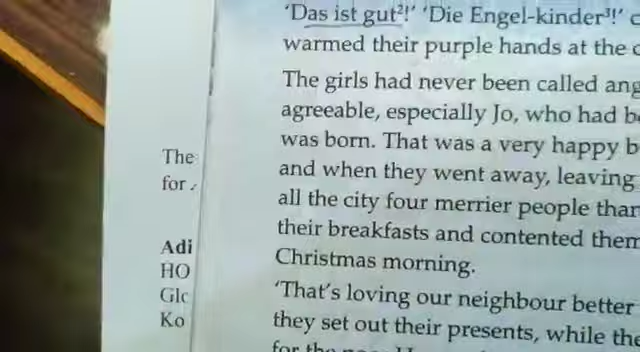 'Das ist gut²!' 'Die Engel-kinder³!'
warmed their purple hands at the
The girls had never been called
agreeable, especially Jo, who had
was born. That was a very happy
and when they went away, leaving
all the city four merrier people than
their breakfasts and contented
Christmas morning.
'That's loving our neighbour better
they set out their presents, while
for the
The
for
Adi
HO
Glc
Ko